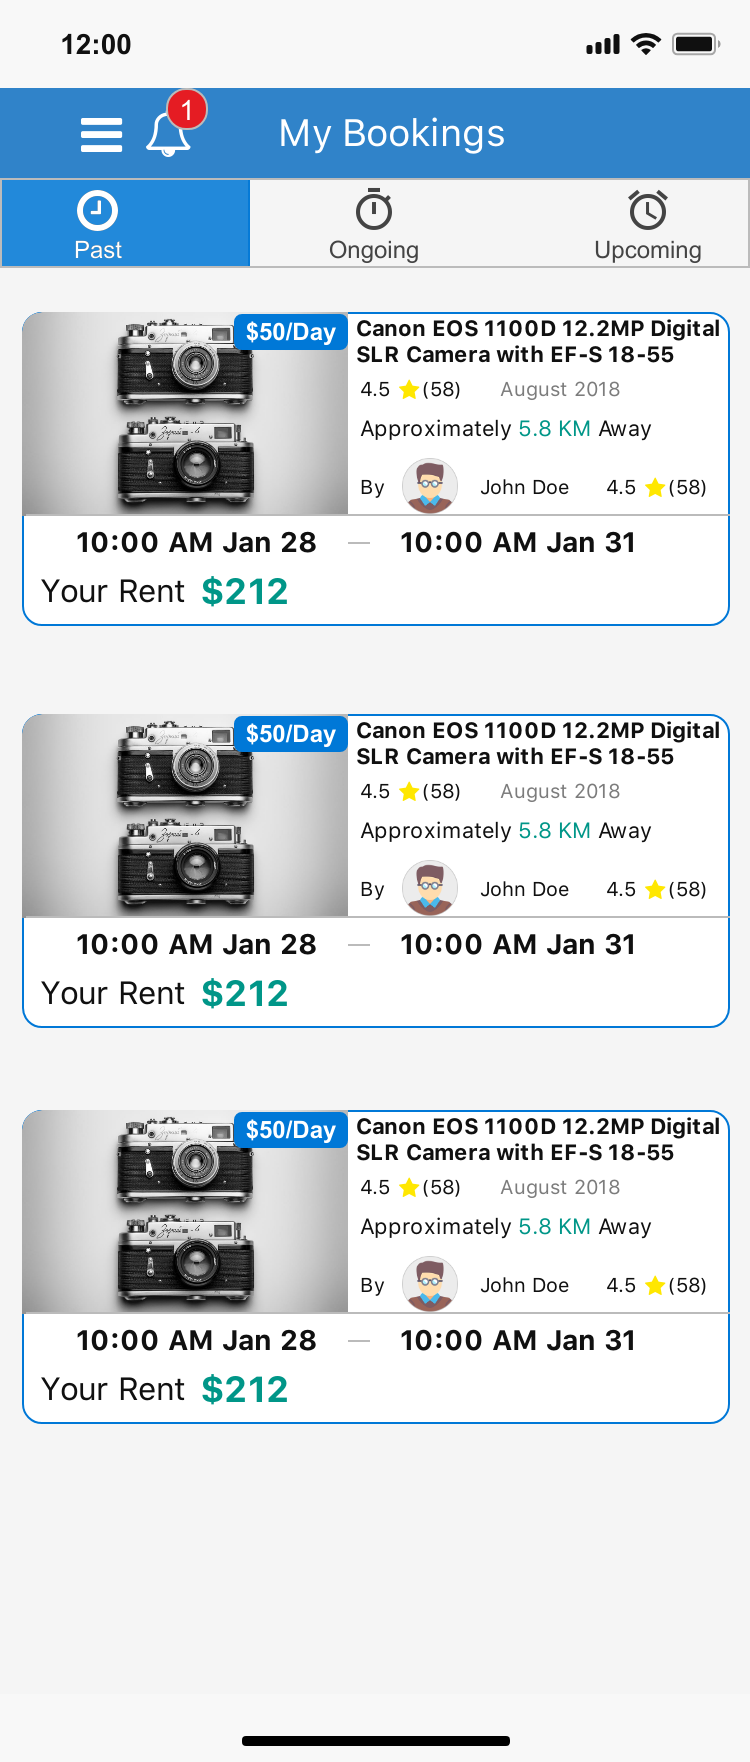 12:00
1
My Bookings
Past
Ongoing
Upcoming
$50/Day
Canon EOS 1100D 12.2MP Digital
SLR Camera with EF-S 18-55
4.5 (58) August 2018
Approximately 5.8 KM Away
By John Doe 4.5 (58)
10:00 AM Jan 28 — 10:00 AM Jan 31
Your Rent $212
$50/Day
Canon EOS 1100D 12.2MP Digital
SLR Camera with EF-S 18-55
4.5 (58) August 2018
Approximately 5.8 KM Away
By John Doe 4.5 (58)
10:00 AM Jan 28 — 10:00 AM Jan 31
Your Rent $212
$50/Day
Canon EOS 1100D 12.2MP Digital
SLR Camera with EF-S 18-55
4.5 (58) August 2018
Approximately 5.8 KM Away
By John Doe 4.5 (58)
10:00 AM Jan 28 — 10:00 AM Jan 31
Your Rent $212